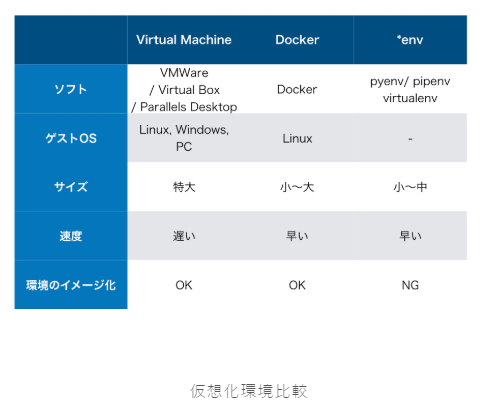 Virtual Machine Docker *env
ソフト VMWare / Virtual Box / Parallels Desktop Docker pyenv/ pipenv virtualenv
ゲストOS Linux, Windows, PC Linux -
サイズ 特大 小〜大 小〜中
速度 遅い 早い 早い
環境のイメージ化 OK OK NG
仮想化環境比較